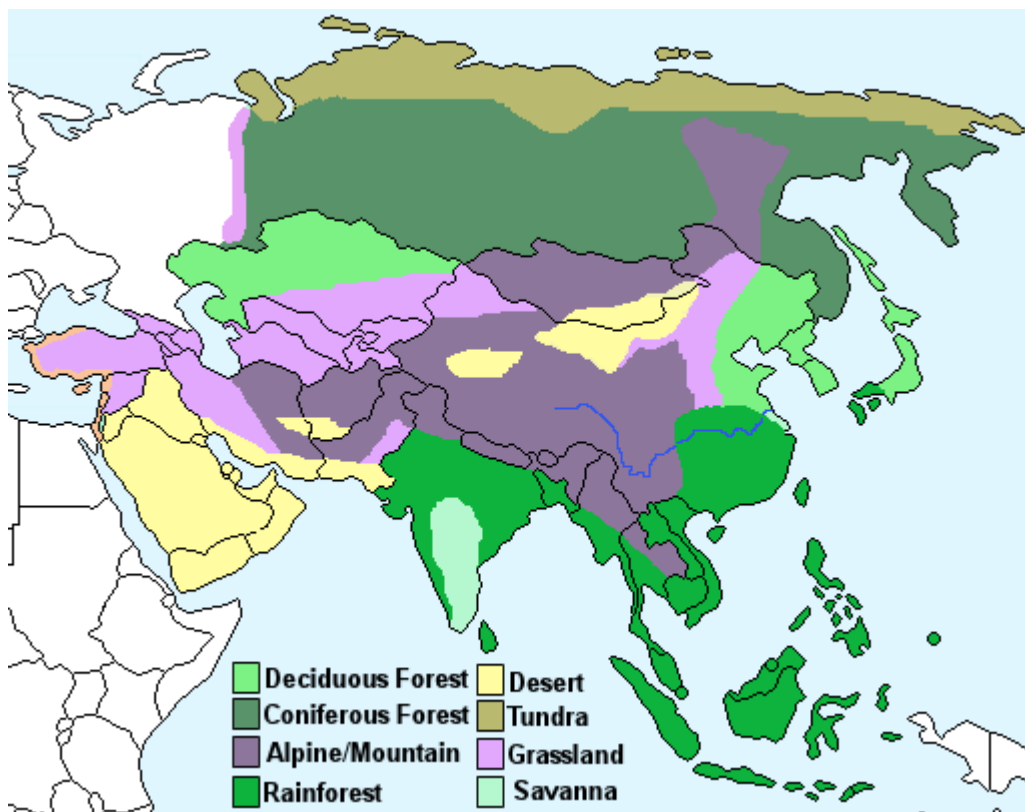 Deciduous Forest
Desert
Coniferous Forest
Tundra
Alpine/Mountain
Grassland
Rainforest
Savanna